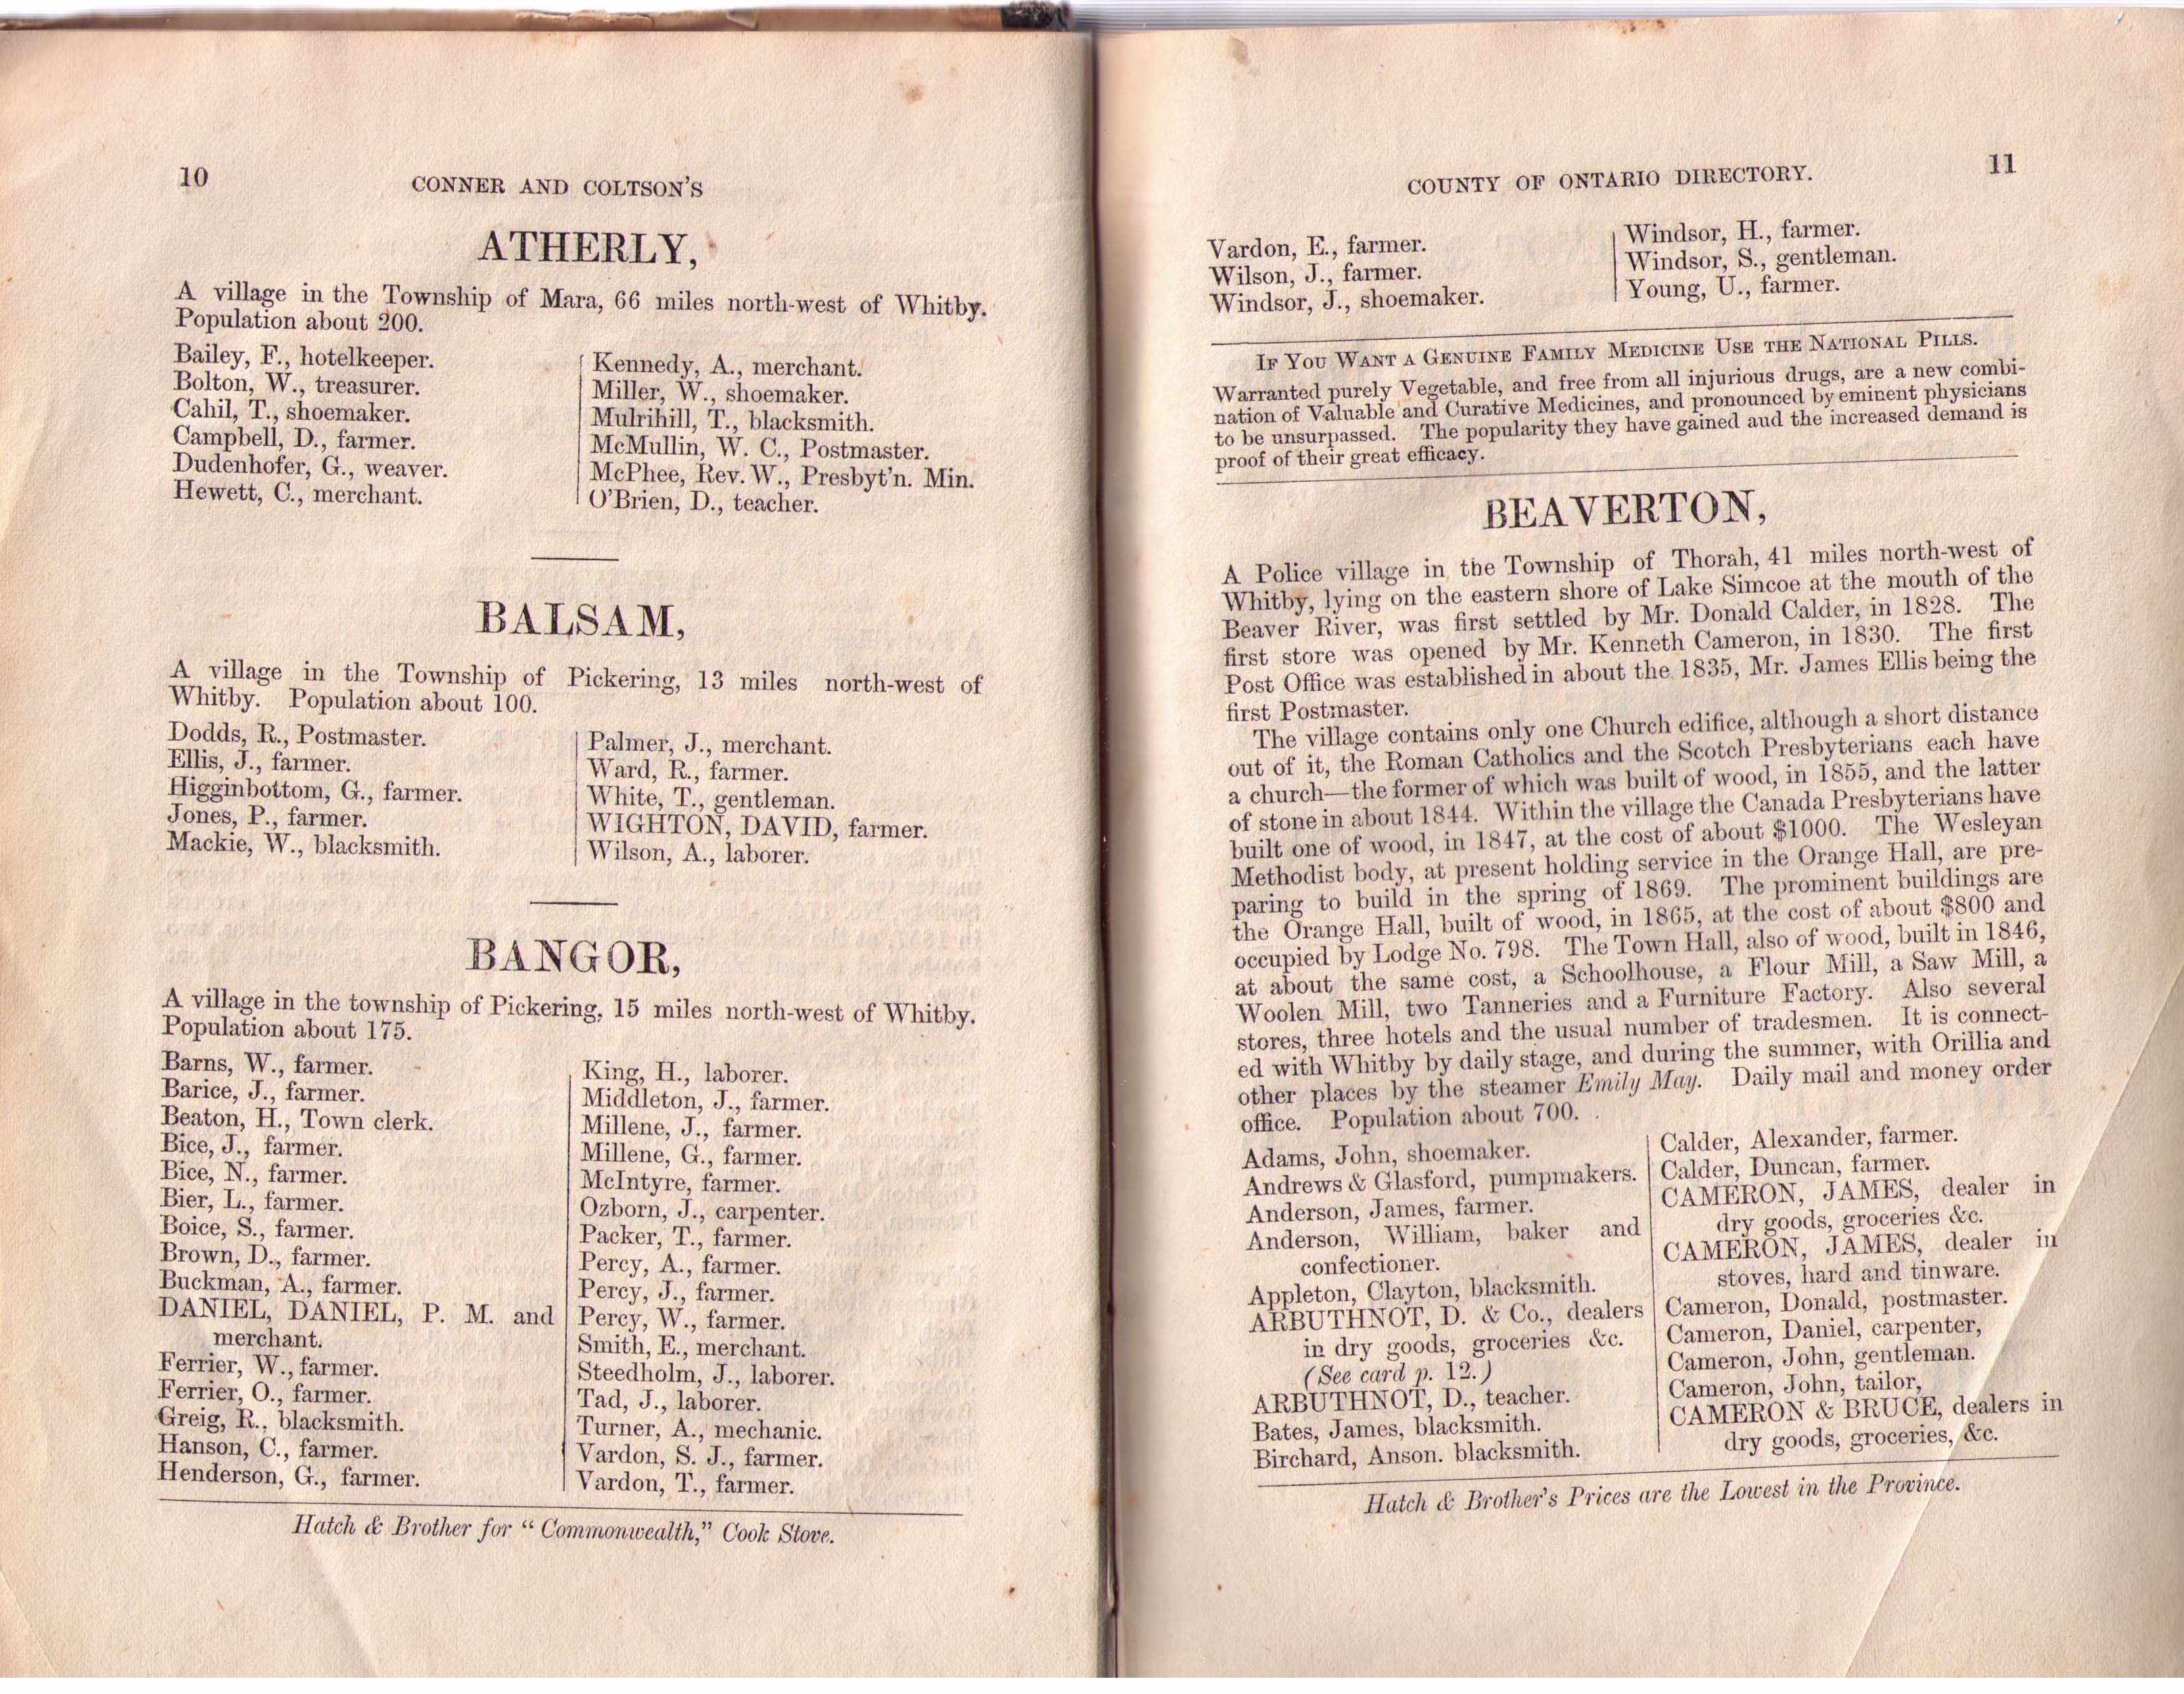 10
CONNER AND COLTSON'S
ATHERLY,
A village in the Township of Mara, 66 miles north-west of Whitby.
Population about 200.
Bailey, F., hotelkeeper.
Bolton, W., treasurer.
Cahil, T., shoemaker.
Campbell, D., farmer.
Dudenhofer, G., weaver.
Hewett, C., merchant.
Kennedy, A., merchant.
Miller, W., shoemaker.
Mulrihill, T., blacksmith.
McMullin, W. C., Postmaster.
McPhee, Rev. W., Presbyt'n. Min.
O'Brien, D., teacher.
BALSAM,
A village in the Township of Pickering, 13 miles north-west of
Whitby. Population about 100.
Dodds, R., Postmaster.
Ellis, J., farmer.
Higginbottom, G., farmer.
Jones, P., farmer.
Mackie, W., blacksmith.
Palmer, J., merchant.
Ward, R., farmer.
White, T., gentleman.
WIGHTON, DAVID, farmer.
Wilson, A., laborer.
BANGOR,
A village in the township of Pickering, 15 miles north-west of Whitby.
Population about 175.
Barns, W., farmer.
Barice, J., farmer.
Beaton, H., Town clerk.
Bice, J., farmer.
Bice, N., farmer.
Bier, L., farmer.
Boice, S., farmer.
Brown, D., farmer.
Buckman, A., farmer.
DANIEL, DANIEL, P. M. and
merchant.
Ferrier, W., farmer.
Ferrier, O., farmer.
Greig, R., blacksmith.
Hanson, C., farmer.
Henderson, G., farmer.
King, H., laborer.
Middleton, J., farmer.
Millene, J., farmer.
Millene, G., farmer.
McIntyre, farmer.
Ozborn, J., carpenter.
Packer, T., farmer.
Percy, A., farmer.
Percy, J., farmer.
Percy, W., farmer.
Smith, E., merchant.
Steedholm, J., laborer.
Tad, J., laborer.
Turner, A., mechanic.
Vardon, S. J., farmer.
Vardon, T., farmer.
Hatch & Brother for "Commonwealth," Cook Stove.
COUNTY OF ONTARIO DIRECTORY.
11
Vardon, E., farmer.
Wilson, J., farmer.
Windsor, J., shoemaker.
Windsor, H., farmer.
Windsor, S., gentleman.
Young, U., farmer.
IF YOU WANT A GENUINE FAMILY MEDICINE USE THE NATIONAL PILLS.
Warranted purely Vegetable, and free from all injurious drugs, are a new combi-
nation of Valuable and Curative Medicines, and pronounced by eminent physicians
to be unsurpassed. The popularity they have gained aud the increased demand is
proof of their great efficacy.
BEAVERTON,
A Police village in the Township of Thorah, 41 miles north-west of
Whitby, lying on the eastern shore of Lake Simcoe at the mouth of the
Beaver River, was first settled by Mr. Donald Calder, in 1828. The
first store was opened by Mr. Kenneth Cameron, in 1830. The first
Post Office was established in about the 1835, Mr. James Ellis being the
first Postmaster.
The village contains only one Church edifice, although a short distance
out of it, the Roman Catholics and the Scotch Presbyterians each have
a church—the former of which was built of wood, in 1855, and the latter
of stone in about 1844. Within the village the Canada Presbyterians have
built one of wood, in 1847, at the cost of about $1000. The Wesleyan
Methodist body, at present holding service in the Orange Hall, are pre-
paring to build in the spring of 1869. The prominent buildings are
the Orange Hall, built of wood, in 1865, at the cost of about $800 and
occupied by Lodge No. 798. The Town Hall, also of wood, built in 1846,
at about the same cost, a Schoolhouse, a Flour Mill, a Saw Mill, a
Woolen Mill, two Tanneries and a Furniture Factory. Also several
stores, three hotels and the usual number of tradesmen. It is connect-
ed with Whitby by daily stage, and during the summer, with Orillia and
other places by the steamer Emily May. Daily mail and money order
office. Population about 700.
Adams, John, shoemaker.
Andrews & Glasford, pumpmakers.
Anderson, James, farmer.
Anderson, William, baker and
confectioner.
Appleton, Clayton, blacksmith.
ARBUTHNOT, D. & Co., dealers
in dry goods, groceries &c.
(See card p. 12.)
ARBUTHNOT, D., teacher.
Bates, James, blacksmith.
Birchard, Anson. blacksmith.
Calder, Alexander, farmer.
Calder, Duncan, farmer.
CAMERON, JAMES, dealer in
dry goods, groceries &c.
CAMERON, JAMES, dealer in
stoves, hard and tinware.
Cameron, Donald, postmaster.
Cameron, Daniel, carpenter,
Cameron, John, gentleman.
Cameron, John, tailor,
CAMERON & BRUCE, dealers in
dry goods, groceries, &c.
Hatch & Brother's Prices are the Lowest in the Province.